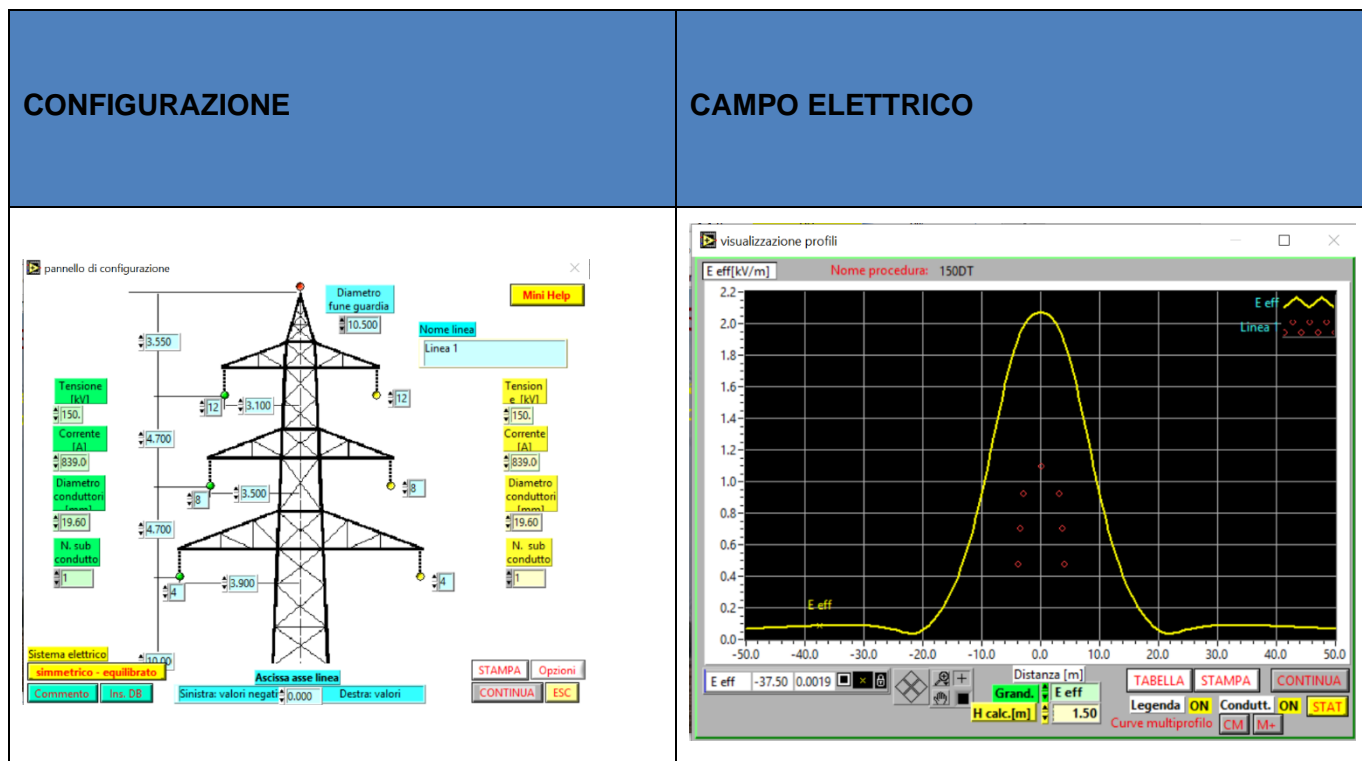 CONFIGURAZIONE
CAMPO ELETTRICO
pannello di configurazione
Mini Help
Diametro
fune guardia
10.500
Nome linea
Linea 1
3.550
Tensione
[kV]
150.
12
3.100
12
Tension
e [kV]
150.
Corrente
[A]
839.0
4.700
Corrente
[A]
839.0
8
3.500
8
Diametro
conduttori
[mm]
19.60
4.700
Diametro
conduttori
[mm]
19.60
N. sub
condutto
1
4
3.900
4
N. sub
condutto
1
10.00
Sistema elettrico
simmetrico - equilibrato
Commento
Ins. DB
Ascissa asse linea
Sinistra: valori negati
0.000
Destra: valori
STAMPA
Opzioni
CONTINUA
ESC
visualizzazione profili
E eff[kV/m]
Nome procedura: 150DT
2.2
2.0
1.8
1.6
1.4
1.2
1.0
0.8
0.6
0.4
0.2
0.0
E eff
Linea 1
E eff
-50.0 -40.0 -30.0 -20.0 -10.0 0.0 10.0 20.0 30.0 40.0 50.0
Distanza [m]
E eff -37.50 0.0019
Grand. E eff
H calc.[m] 1.50
TABELLA STAMPA CONTINUA
Legenda ON Condutt. ON STAT
Curve multiprofilo CM M+